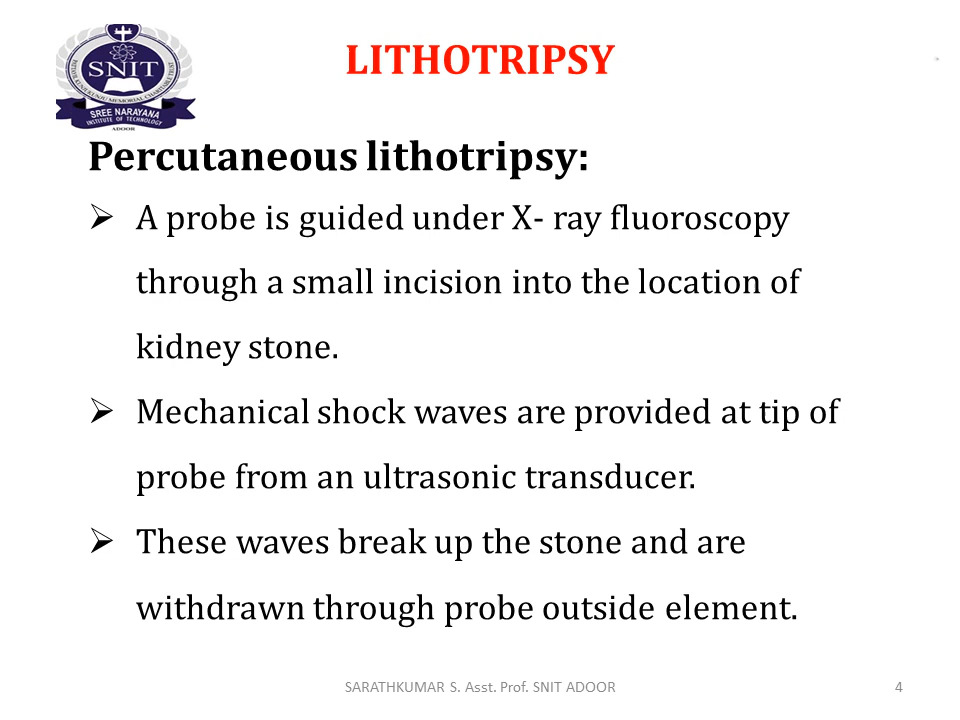 SNIT
SREE NARAYANA
INSTITUTE OF TECHNOLOGY
ADOOR
LITHOTRIPSY
Percutaneous lithotripsy:
➢ A probe is guided under X- ray fluoroscopy
through a small incision into the location of
kidney stone.
➢ Mechanical shock waves are provided at tip of
probe from an ultrasonic transducer.
➢ These waves break up the stone and are
withdrawn through probe outside element.
SARATHKUMAR S. Asst. Prof. SNIT ADOOR 4